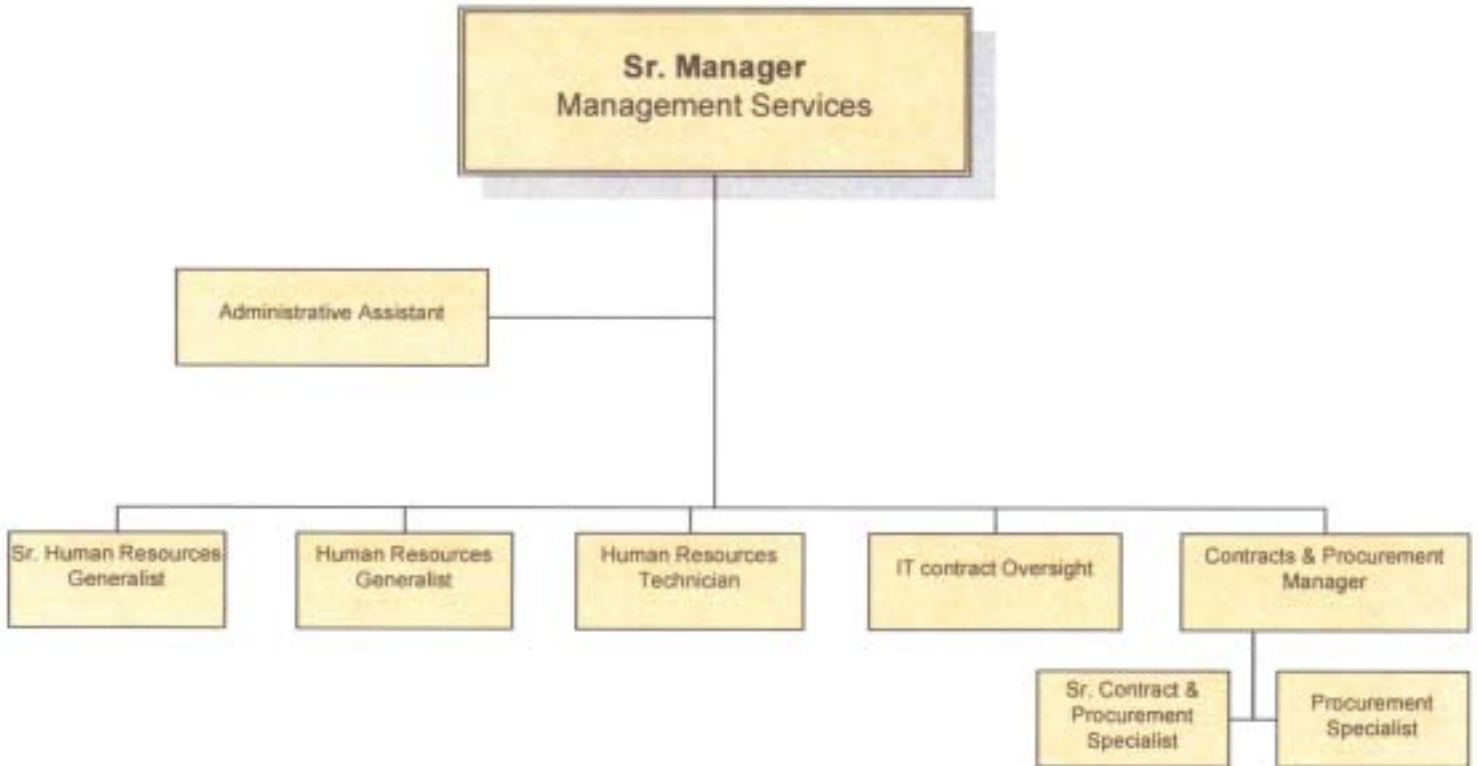 Sr. Manager
Management Services
Administrative Assistant
Sr. Human Resources
Generalist
Human Resources
Generalist
Human Resources
Technician
IT contract Oversight
Contracts & Procurement
Manager
Sr. Contract &
Procurement
Specialist
Procurement
Specialist